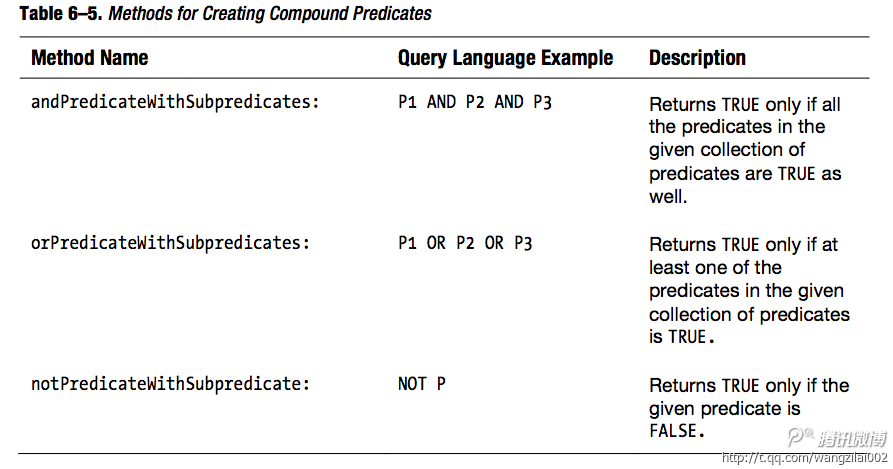 Table 6–5. Methods for Creating Compound Predicates
Method Name Query Language Example Description
andPredicateWithSubpredicates: P1 AND P2 AND P3 Returns TRUE only if all
the predicates in the
given collection of
predicates are TRUE as
well.
orPredicateWithSubpredicates: P1 OR P2 OR P3 Returns TRUE only if at
least one of the
predicates in the given
collection of predicates
is TRUE.
notPredicateWithSubpredicate: NOT P Returns TRUE only if the
given predicate is
FALSE.
腾讯微博
http://t.qq.com/wangzilai002